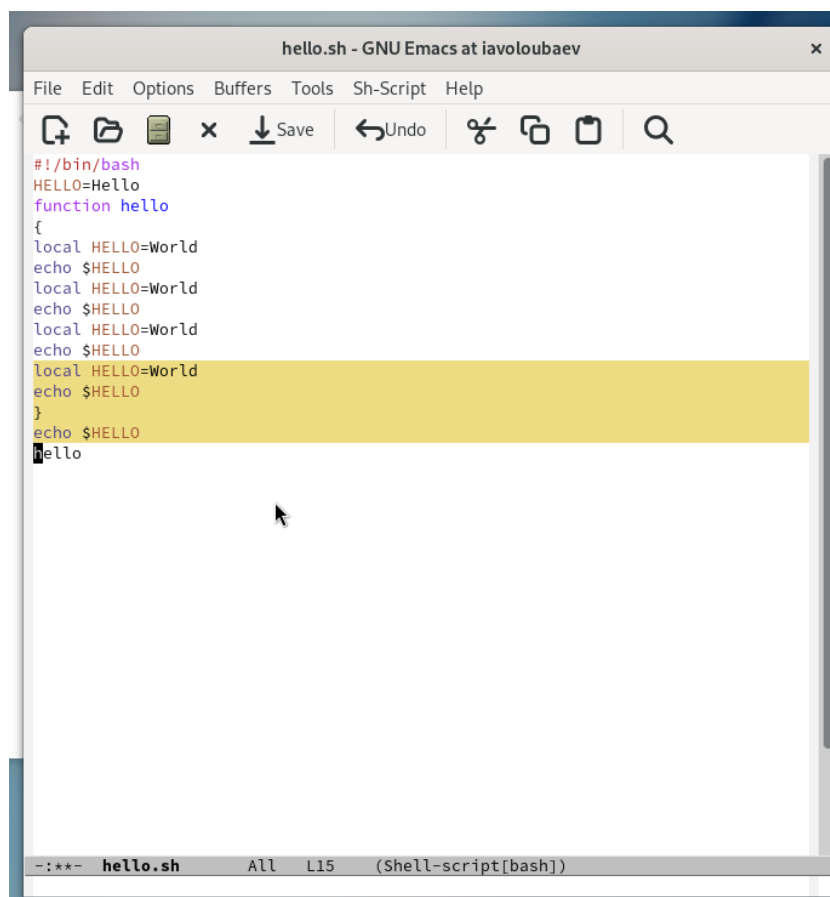 hello.sh - GNU Emacs at iavoloubaev
File Edit Options Buffers Tools Sh-Script Help
Save Undo
#!/bin/bash
HELLO=Hello
function hello
{
local HELLO=World
echo $HELLO
local HELLO=World
echo $HELLO
local HELLO=World
echo $HELLO
local HELLO=World
echo $HELLO
}
echo $HELLO
hello
-:**- hello.sh All L15 (Shell-script[bash])